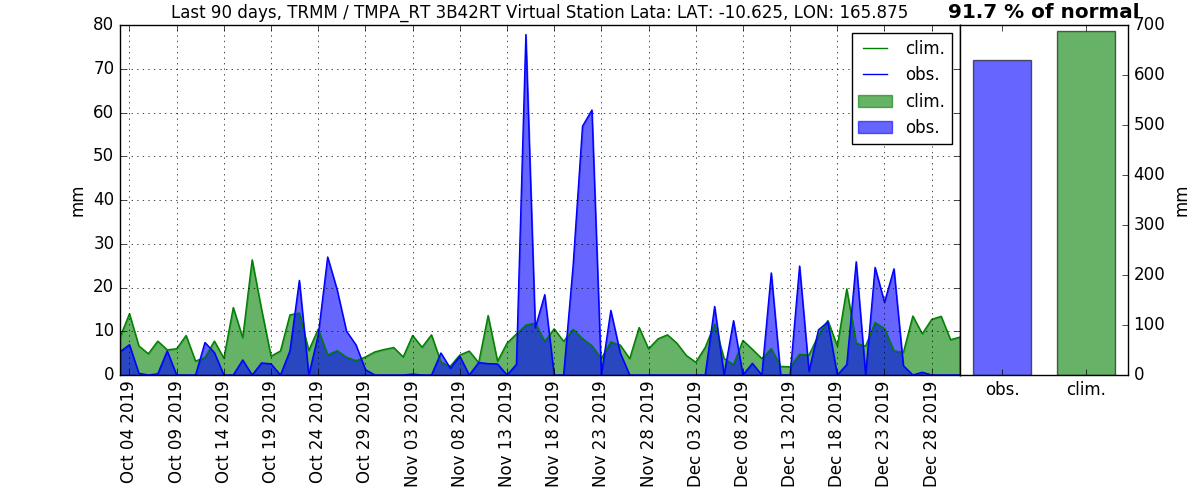 Last 90 days, TRMM / TMPA_RT 3B42RT Virtual Station Lata: LAT: -10.625, LON: 165.875
91.7 % of normal
80
70
60
50
40
30
20
10
0
mm
clim.
obs.
clim.
obs.
700
600
500
400
300
200
100
0
mm
obs.
clim.
Oct 04 2019
Oct 09 2019
Oct 14 2019
Oct 19 2019
Oct 24 2019
Oct 29 2019
Nov 03 2019
Nov 08 2019
Nov 13 2019
Nov 18 2019
Nov 23 2019
Nov 28 2019
Dec 03 2019
Dec 08 2019
Dec 13 2019
Dec 18 2019
Dec 23 2019
Dec 28 2019